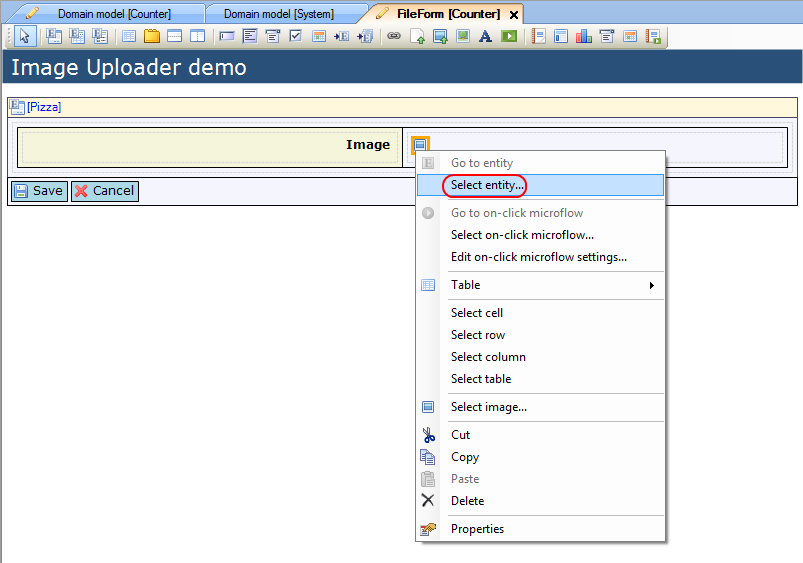 Domain model [Counter]
Domain model [System]
FileForm [Counter]
Image Uploader demo
[Pizza]
Image
Save
Cancel
Go to entity
Select entity...
Go to on-click microflow
Select on-click microflow...
Edit on-click microflow settings...
Table
Select cell
Select row
Select column
Select table
Select image...
Cut
Copy
Paste
Delete
Properties